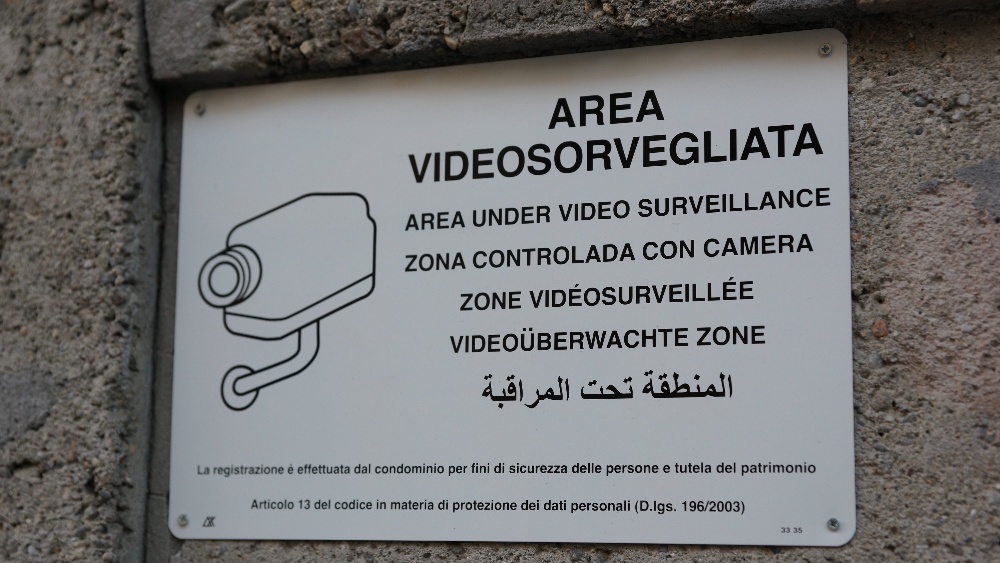 AREA
VIDEOSORVEGLIATA
AREA UNDER VIDEO SURVEILLANCE
ZONA CONTROLADA CON CAMERA
ZONE VIDÉOSURVEILLÉE
VIDEOÜBERWACHTE ZONE
المنطقة تحت المراقبة
La registrazione è effettuata dal condominio per fini di sicurezza delle persone e tutela del patrimonio
Articolo 13 del codice in materia di protezione dei dati personali (D.lgs. 196/2003)
33 35